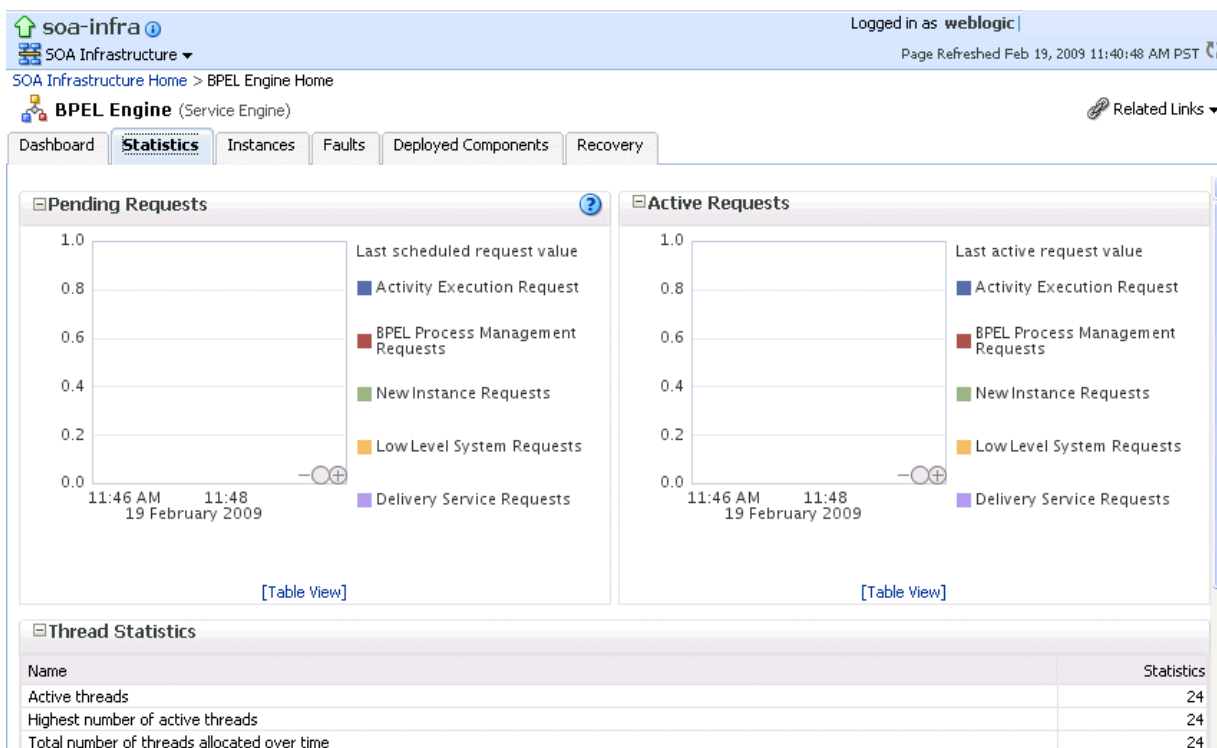 soa-infra
Logged in as weblogic
SOA Infrastructure
Page Refreshed Feb 19, 2009 11:40:48 AM PST
SOA Infrastructure Home > BPEL Engine Home
BPEL Engine (Service Engine)
Related Links
Dashboard Statistics Instances Faults Deployed Components Recovery
Pending Requests
1.0
0.8
0.6
0.4
0.2
0.0
11:46 AM 11:48
19 February 2009
Last scheduled request value
Activity Execution Request
BPEL Process Management
Requests
New Instance Requests
Low Level System Requests
Delivery Service Requests
[Table View]
Active Requests
1.0
0.8
0.6
0.4
0.2
0.0
11:46 AM 11:48
19 February 2009
Last active request value
Activity Execution Request
BPEL Process Management
Requests
New Instance Requests
Low Level System Requests
Delivery Service Requests
[Table View]
Thread Statistics
Name Statistics
Active threads 24
Highest number of active threads 24
Total number of threads allocated over time 24